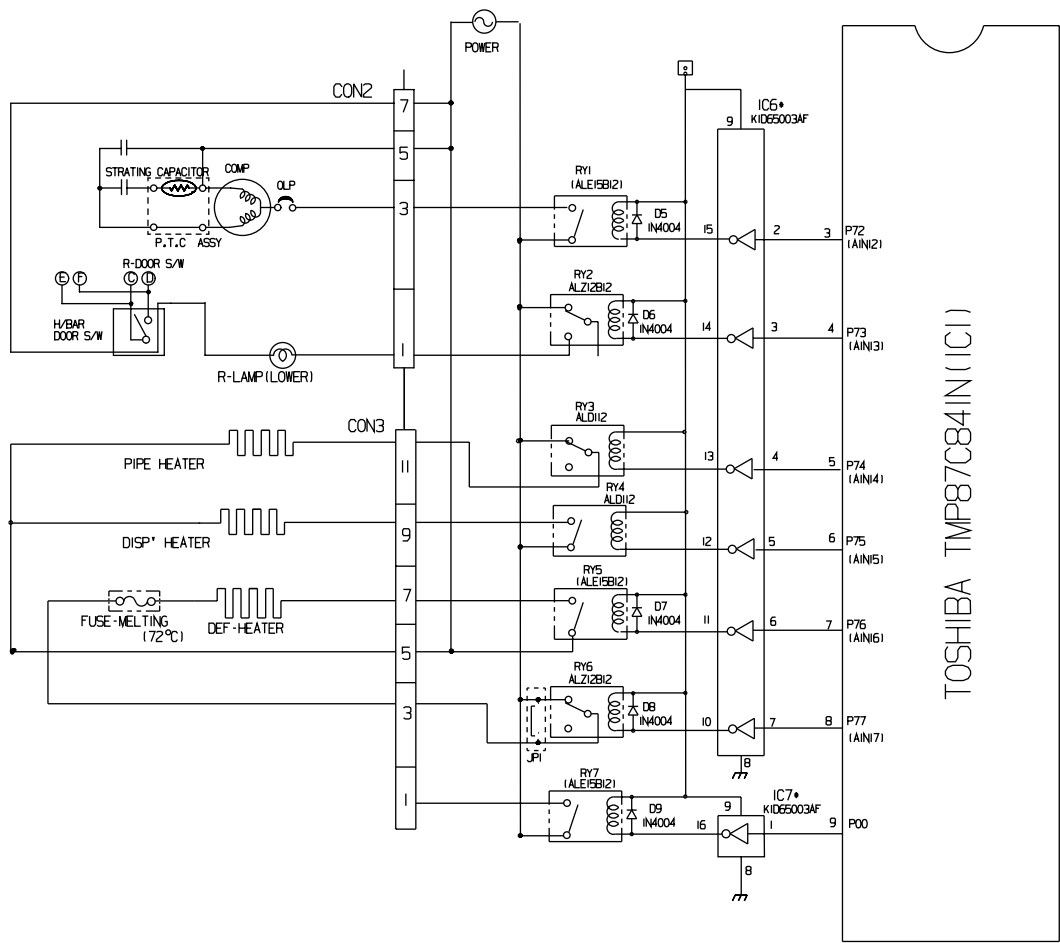 POWER
CON2
7
5
3
1
STRATING CAPACITOR
COMP
OLP
P.T.C ASSY
R-DOOR S/W
E F C D
H/BAR
DOOR S/W
R-LAMP(LOWER)
CON3
11
9
7
5
3
1
PIPE HEATER
DISP' HEATER
FUSE-MELTING
(72°C)
DEF-HEATER
RY1
(ALE15B12)
D5
IN4004
RY2
ALZ12B12
D6
IN4004
RY3
ALD112
RY4
ALD112
RY5
(ALE15B12)
D7
IN4004
RY6
ALZ12B12
D8
IN4004
JP1
RY7
(ALE15B12)
D9
IN4004
IC6*
KID65003AF
9
15 2
14 3
13 4
12 5
11 6
10 7
8
IC7*
KID65003AF
9
16 1
8
3 P72
(AIN12)
4 P73
(AIN13)
5 P74
(AIN14)
6 P75
(AIN15)
7 P76
(AIN16)
8 P77
(AIN17)
9 P00
TOSHIBA TMP87C841N(IC1)